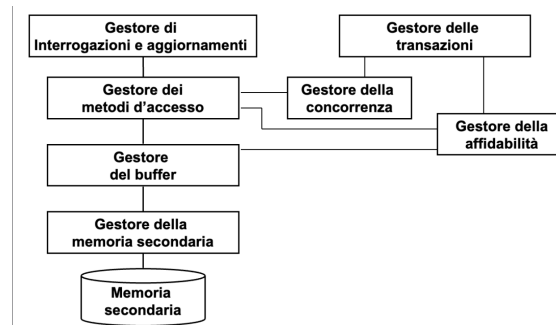 Gestore di
Interrogazioni e aggiornamenti
Gestore delle
transazioni
Gestore dei
metodi d'accesso
Gestore della
concorrenza
Gestore della
affidabilità
Gestore
del buffer
Gestore della
memoria secondaria
Memoria
secondaria